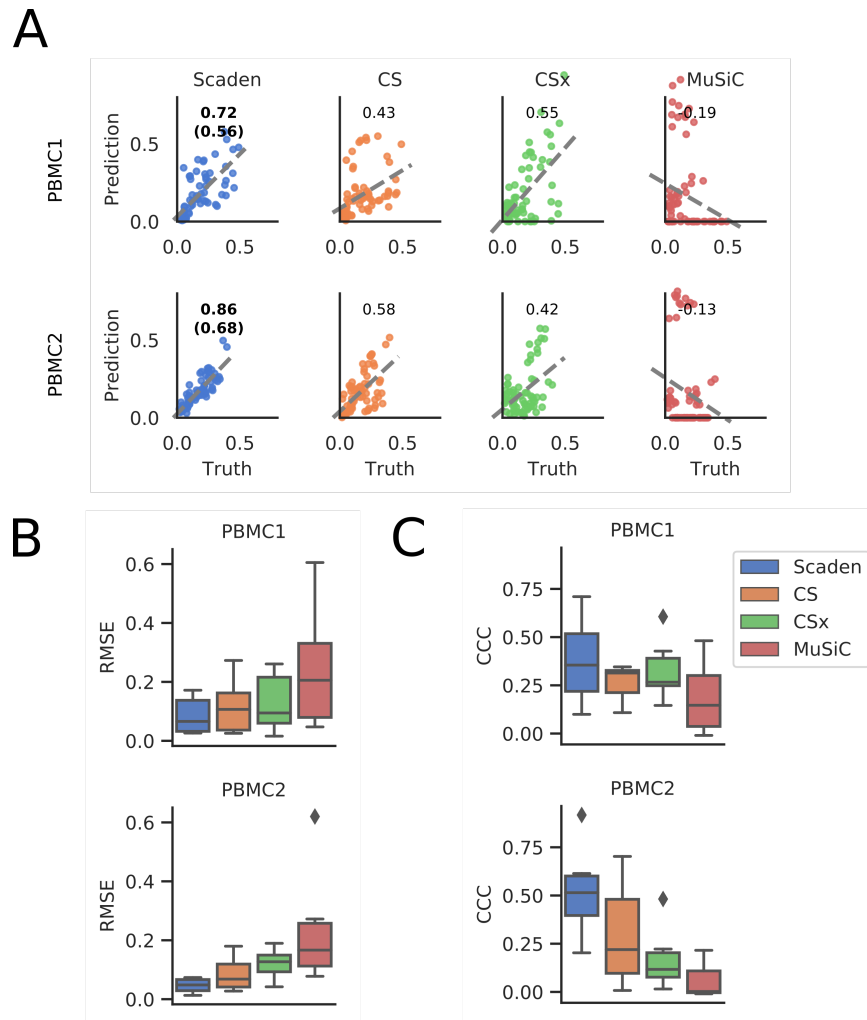 A
Scaden CS CSx MuSiC
PBMC1
Prediction
0.5
0.0
0.72
(0.56)
0.43
0.55
-0.19
0.0 0.5 0.0 0.5 0.0 0.5 0.0 0.5
PBMC2
Prediction
0.5
0.0
0.86
(0.68)
0.58
0.42
-0.13
0.0 0.5 0.0 0.5 0.0 0.5 0.0 0.5
Truth Truth Truth Truth
B
PBMC1
RMSE
0.6
0.4
0.2
0.0
PBMC2
RMSE
0.6
0.4
0.2
0.0
C
PBMC1
CCC
0.75
0.50
0.25
0.00
Scaden
CS
CSx
MuSiC
PBMC2
CCC
0.75
0.50
0.25
0.00